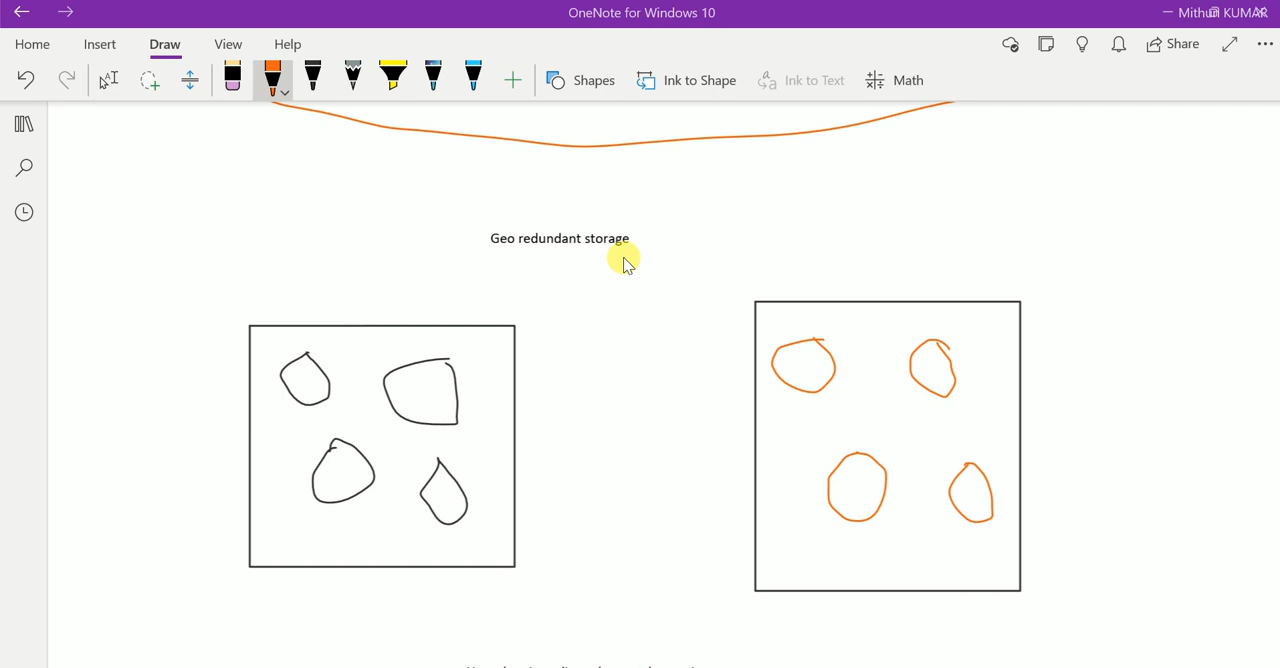 OneNote for Windows 10
Mithun KUMAR
Home Insert Draw View Help
Share
Shapes Ink to Shape Ink to Text Math
Geo redundant storage